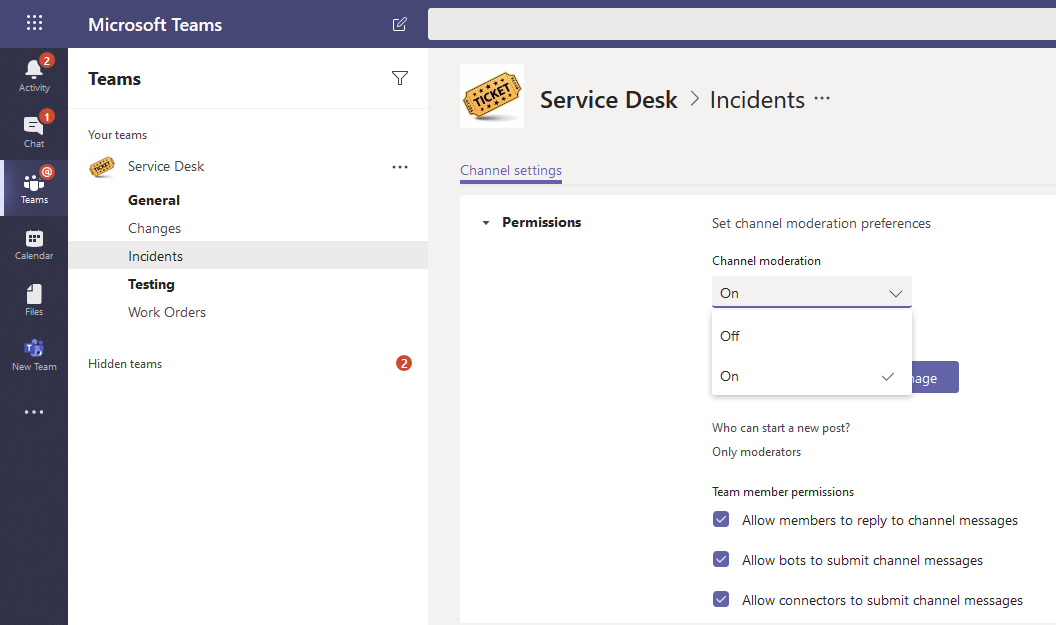 Microsoft Teams
2
Activity
1
Chat
@
Teams
Calendar
Files
T
New Team
Teams
Your teams
TICKET
Service Desk
General
Changes
Incidents
Testing
Work Orders
Hidden teams
2
TICKET
Service Desk > Incidents ...
Channel settings
Permissions
Set channel moderation preferences
Channel moderation
On
Off
On
nage
Who can start a new post?
Only moderators
Team member permissions
Allow members to reply to channel messages
Allow bots to submit channel messages
Allow connectors to submit channel messages